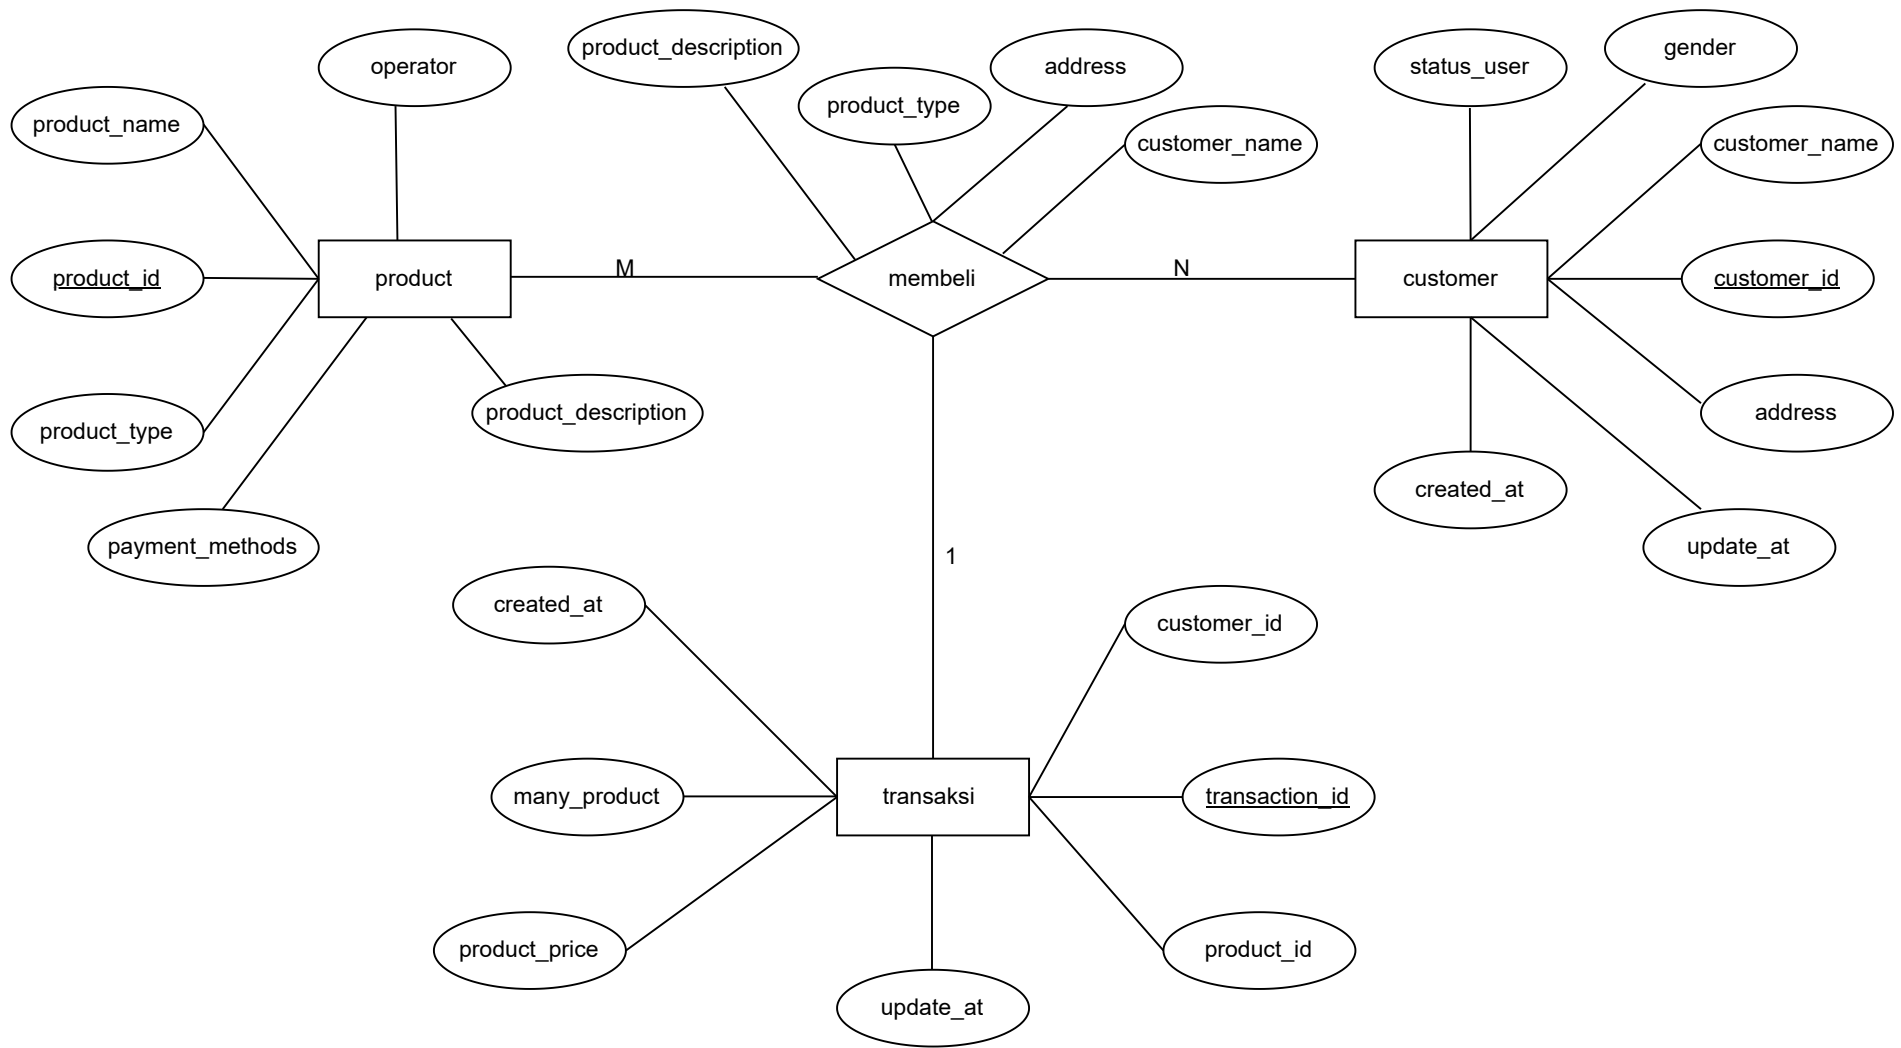 product_description
gender
operator
address
status_user
product_type
product_name
customer_name
customer_name
M
N
product_id
product
membeli
customer
customer_id
product_type
product_description
address
created_at
payment_methods
update_at
1
created_at
customer_id
many_product
transaksi
transaction_id
product_price
product_id
update_at